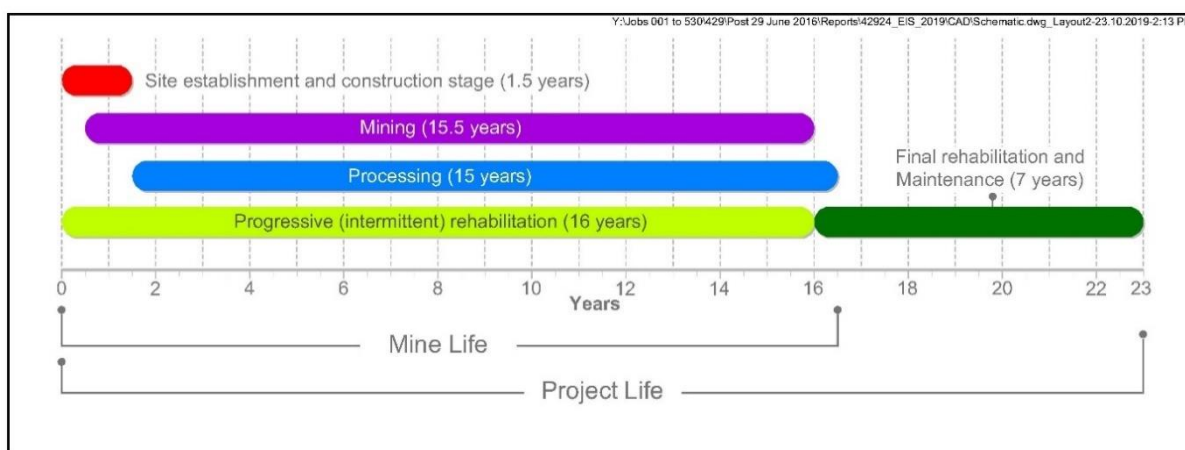 Y:\Jobs 001 to 530\429\Post 29 June 2016\Reports\42924_EIS_2019\CAD\Schematic.dwg_Layout2-23.10.2019-2:13 P
Site establishment and construction stage (1.5 years)
Mining (15.5 years)
Final rehabilitation and
Maintenance (7 years)
Processing (15 years)
Progressive (intermittent) rehabilitation (16 years)
0 2 4 6 8 10 12 14 16 18 20 22 23
Years
Mine Life
Project Life